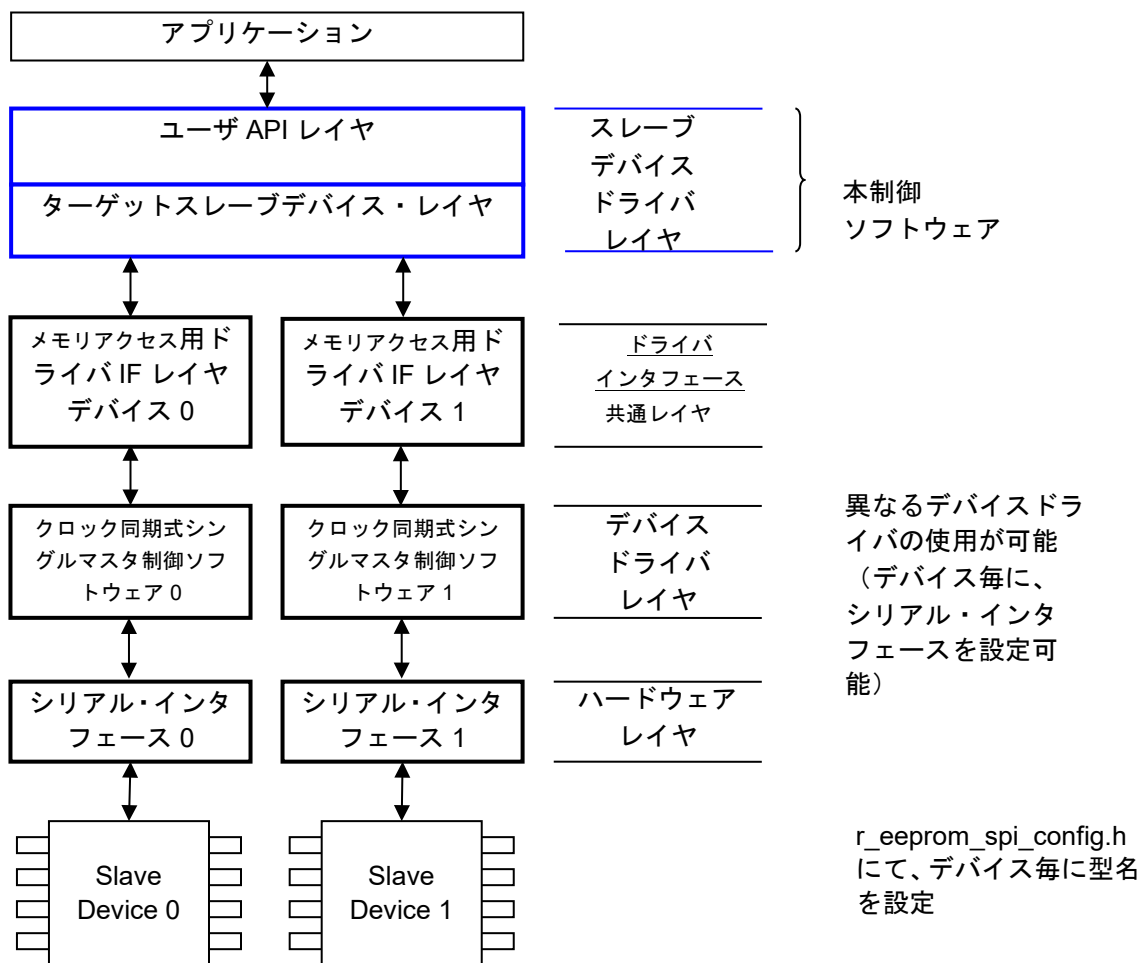 アプリケーション
ユーザ API レイヤ
ターゲットスレーブデバイス・レイヤ
スレーブ
デバイス
ドライバ
レイヤ
本制御
ソフトウェア
メモリアクセス用ド
ライバ IF レイヤ
デバイス 0
メモリアクセス用ド
ライバ IF レイヤ
デバイス 1
ドライバ
インタフェース
共通レイヤ
クロック同期式シン
グルマスタ制御ソフ
トウェア 0
クロック同期式シン
グルマスタ制御ソフ
トウェア 1
デバイス
ドライバ
レイヤ
異なるデバイスドラ
イバの使用が可能
（デバイス毎に、
シリアル・インタ
フェースを設定可
能）
シリアル・インタ
フェース 0
シリアル・インタ
フェース 1
ハードウェア
レイヤ
Slave
Device 0
Slave
Device 1
r_eeprom_spi_config.h
にて、デバイス毎に型名
を設定